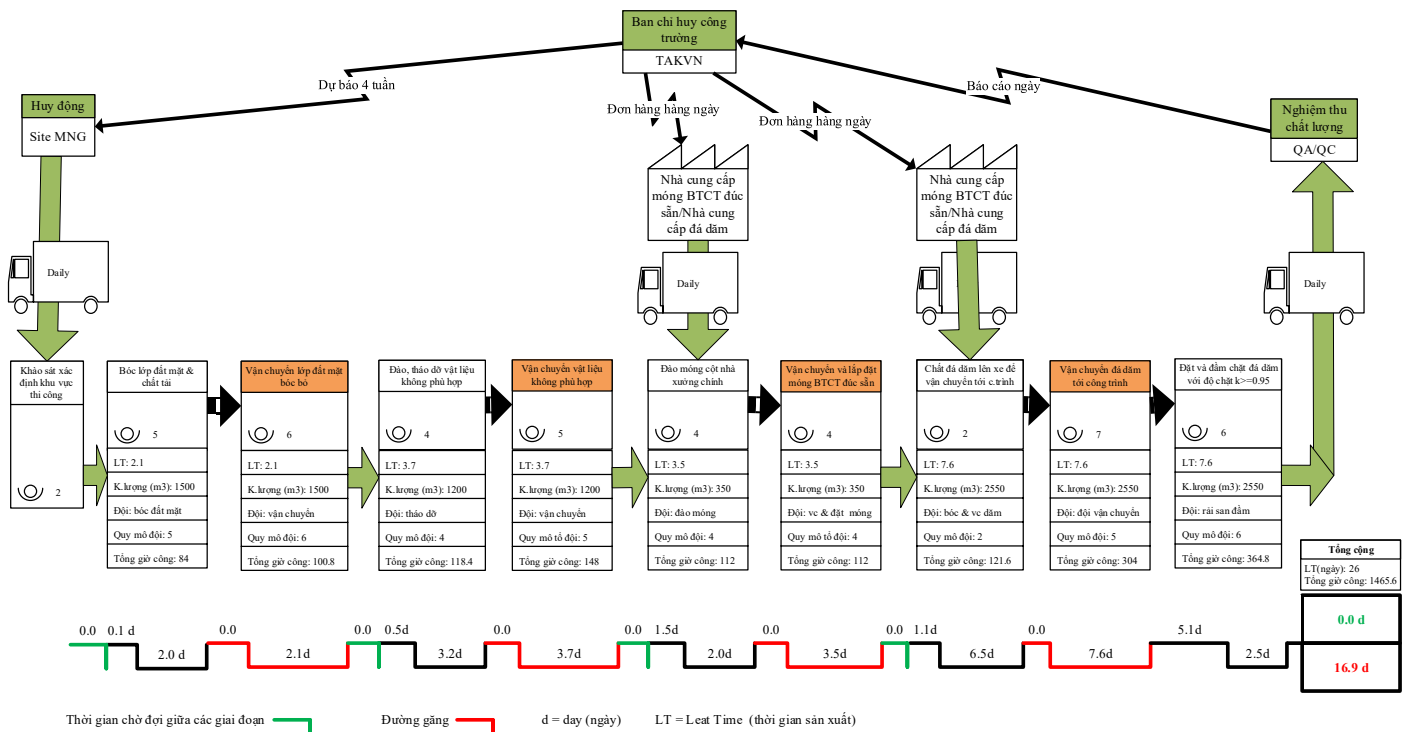 Ban chỉ huy công
trường
TAKVN
Dự báo 4 tuần
Báo cáo ngày
Đơn hàng hàng ngày
Đơn hàng hàng ngày
Huy động
Site MNG
Nghiệm thu
chất lượng
QA/QC
Nhà cung cấp
móng BTCT đúc
sẵn/Nhà cung
cấp đá dăm
Nhà cung cấp
móng BTCT đúc
sẵn/Nhà cung
cấp đá dăm
Daily
Daily
Daily
Khảo sát xác
định khu vực
thi công
2
Bóc lớp đất mặt &
chất tải
5
LT: 2.1
K.lượng (m3): 1500
Đội: bóc đất mặt
Quy mô đội: 5
Tổng giờ công: 84
Vận chuyển lớp đất mặt
bóc bỏ
6
LT: 2.1
K.lượng (m3): 1500
Đội: vận chuyển
Quy mô đội: 6
Tổng giờ công: 100.8
Đào, tháo dỡ vật liệu
không phù hợp
4
LT: 3.7
K.lượng (m3): 1200
Đội: tháo dỡ
Quy mô đội: 4
Tổng giờ công: 118.4
Vận chuyển vật liệu
không phù hợp
5
LT: 3.7
K.lượng (m3): 1200
Đội: vận chuyển
Quy mô tổ đội: 5
Tổng giờ công: 148
Đào móng cột nhà
xưởng chính
4
LT: 3.5
K.lượng (m3): 350
Đội: đào móng
Quy mô đội: 4
Tổng giờ công: 112
Vận chuyển và lắp đặt
móng BTCT đúc sẵn
4
LT: 3.5
K.lượng (m3): 350
Đội: vc & đặt móng
Quy mô tổ đội: 4
Tổng giờ công: 112
Chất đá dăm lên xe để
vận chuyển tới c.trình
2
LT: 7.6
K.lượng (m3): 2550
Đội: bóc & vc dăm
Quy mô đội: 2
Tổng giờ công: 121.6
Vận chuyển đá dăm
tới công trình
7
LT: 7.6
K.lượng (m3): 2550
Đội: đội vận chuyển
Quy mô đội: 5
Tổng giờ công: 304
Đặt và đầm chặt đá dăm
với độ chặt k>=0.95
6
LT: 7.6
K.lượng (m3): 2550
Đội: rải san đầm
Quy mô đội: 6
Tổng giờ công: 364.8
Tổng cộng
LT(ngày): 26
Tổng giờ công: 1465.6
0.0 d
16.9 d
0.0 0.1 d 0.0 0.0 0.5d 0.0 0.0 1.5d 0.0 0.0 1.1d 0.0 5.1d
2.0 d 2.1d 3.2d 3.7d 2.0d 3.5d 6.5d 7.6d 2.5d
Thời gian chờ đợi giữa các giai đoạn
Đường găng
d = day (ngày)
LT = Leat Time (thời gian sản xuất)